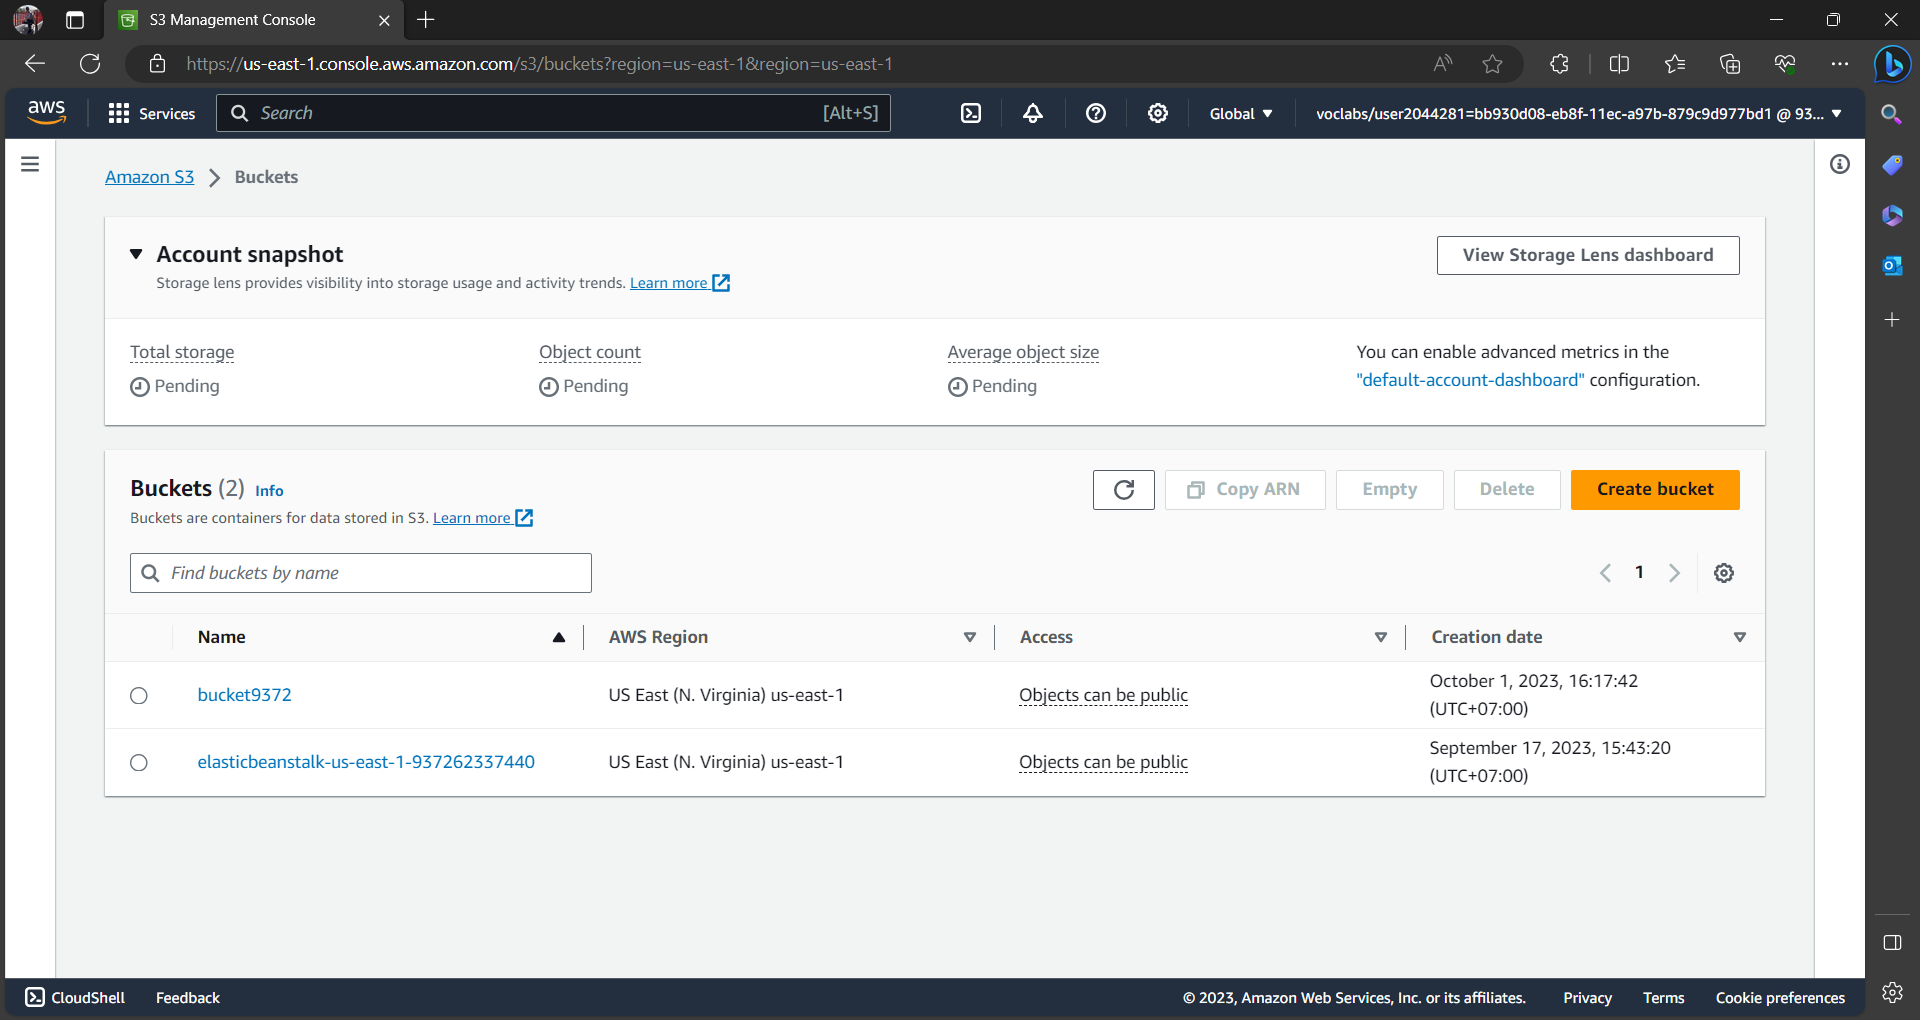 S3 Management Console
https://us-east-1.console.aws.amazon.com/s3/buckets?region=us-east-1&region=us-east-1
aws
Services
Search
[Alt+S]
Global
voclabs/user2044281=bb930d08-eb8f-11ec-a97b-879c9d977bd1 @ 93...
Amazon S3
Buckets
Account snapshot
Storage lens provides visibility into storage usage and activity trends. Learn more
View Storage Lens dashboard
Total storage
Pending
Object count
Pending
Average object size
Pending
You can enable advanced metrics in the
"default-account-dashboard" configuration.
Buckets (2) Info
Buckets are containers for data stored in S3. Learn more
Copy ARN
Empty
Delete
Create bucket
Find buckets by name
1
Name
AWS Region
Access
Creation date
bucket9372
US East (N. Virginia) us-east-1
Objects can be public
October 1, 2023, 16:17:42
(UTC+07:00)
elasticbeanstalk-us-east-1-937262337440
US East (N. Virginia) us-east-1
Objects can be public
September 17, 2023, 15:43:20
(UTC+07:00)
CloudShell
Feedback
© 2023, Amazon Web Services, Inc. or its affiliates.
Privacy
Terms
Cookie preferences